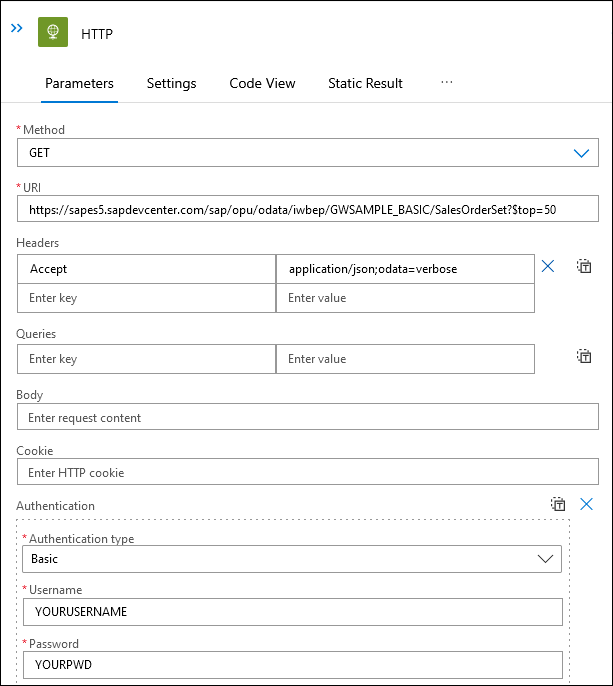 HTTP
Parameters Settings Code View Static Result ...
* Method
GET
* URI
https://sapes5.sapdevcenter.com/sap/opu/odata/iwbep/GWSAMPLE_BASIC/SalesOrderSet?$top=50
Headers
Accept application/json;odata=verbose
Enter key Enter value
Queries
Enter key Enter value
Body
Enter request content
Cookie
Enter HTTP cookie
Authentication
* Authentication type
Basic
* Username
YOURUSERNAME
* Password
YOURPWD